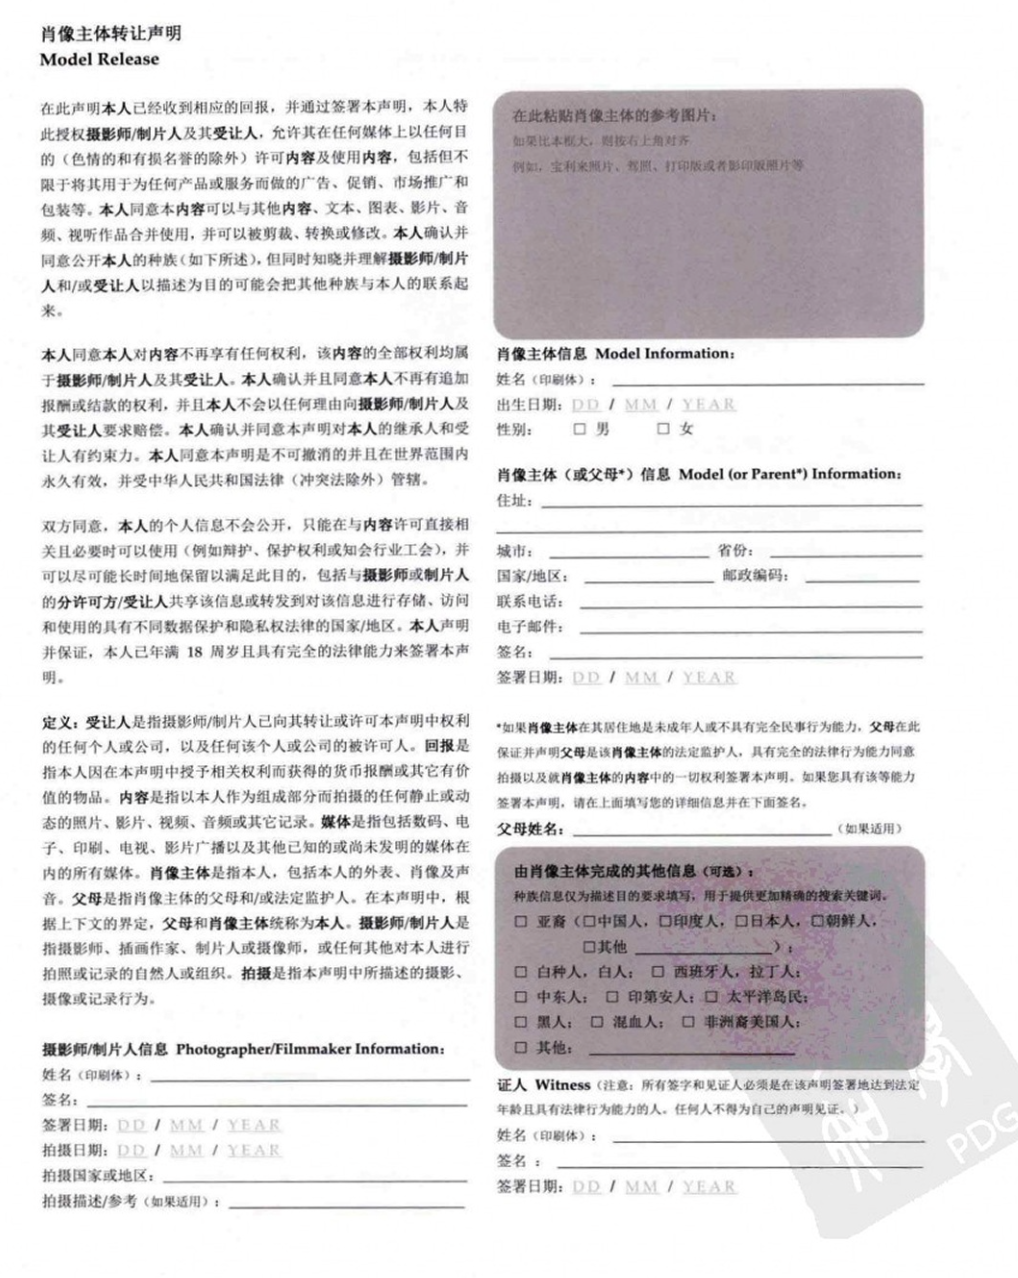 肖像主体转让声明
Model Release
在此声明本人已经收到相应的回报，并通过签署本声明，本人特
此授权摄影师/制片人及其受让人，允许其在任何媒体上以任何目
的（色情的和有损名誉的除外）许可内容及使用内容，包括但不
限于将其用于为任何产品或服务而做的广告、促销、市场推广和
包装等。本人同意本内容可以与其他内容、文本、图表、影片、音
频、视听作品合并使用，并可以被剪裁、转换或修改。本人确认并
同意公开本人的种族（如下所述），但同时知晓并理解摄影师/制片
人和/或受让人以描述为目的可能会把其他种族与本人的联系起
来。
本人同意本人对内容不再享有任何权利，该内容的全部权利均属
于摄影师/制片人及其受让人。本人确认并且同意本人不再有追加
报酬或结款的权利，并且本人不会以任何理由向摄影师/制片人及
其受让人要求赔偿。本人确认并同意本声明对本人的继承人和受
让人有约束力。本人同意本声明是不可撤消的并且在世界范围内
永久有效，并受中华人民共和国法律（冲突法除外）管辖。
双方同意，本人的个人信息不会公开，只能在与内容许可直接相
关且必要时可以使用（例如辩护、保护权利或知会行业工会），并
可以尽可能长时间地保留以满足此目的，包括与摄影师或制片人
的分许可方/受让人共享该信息或转发到对该信息进行存储、访问
和使用的具有不同数据保护和隐私权法律的国家/地区。本人声明
并保证，本人已年满 18 周岁且具有完全的法律能力来签署本声
明。
定义：受让人是指摄影师/制片人已向其转让或许可本声明中权利
的任何个人或公司，以及任何该个人或公司的被许可人。回报是
指本人因在本声明中授予相关权利而获得的货币报酬或其它有价
值的物品。内容是指以本人作为组成部分而拍摄的任何静止或动
态的照片、影片、视频、音频或其它记录。媒体是指包括数码、电
子、印刷、电视、影片广播以及其他已知的或尚未发明的媒体在
内的所有媒体。肖像主体是指本人，包括本人的外表、肖像及声
音。父母是指肖像主体的父母和/或法定监护人。在本声明中，根
据上下文的界定，父母和肖像主体统称为本人。摄影师/制片人是
指摄影师、插画作家、制片人或摄像师，或任何其他对本人进行
拍照或记录的自然人或组织。拍摄是指本声明中所描述的摄影、
摄像或记录行为。
摄影师/制片人信息 Photographer/Filmmaker Information:
姓名（印刷体）：
签名：
签署日期：DD / MM / YEAR
拍摄日期：DD / MM / YEAR
拍摄国家或地区：
拍摄描述/参考（如果适用）：
在此粘贴肖像主体的参考图片：
如果比本框大，则按右上角对齐
例如，宝利来照片、驾照、打印版或者影印版照片等
肖像主体信息 Model Information:
姓名（印刷体）：
出生日期：DD / MM / YEAR
性别： □ 男 □ 女
肖像主体（或父母*）信息 Model (or Parent*) Information:
住址：
城市： 省份：
国家/地区： 邮政编码：
联系电话：
电子邮件：
签名：
签署日期：DD / MM / YEAR
*如果肖像主体在其居住地是未成年人或不具有完全民事行为能力，父母在此
保证并声明父母是该肖像主体的法定监护人，具有完全的法律行为能力同意
拍摄以及就肖像主体的内容中的一切权利签署本声明。如果您具有该等能力
签署本声明，请在上面填写您的详细信息并在下面签名。
父母姓名： （如果适用）
由肖像主体完成的其他信息（可选）：
种族信息仅为描述目的要求填写，用于提供更加精确的搜索关键词。
□ 亚裔（□中国人，□印度人，□日本人，□朝鲜人，
□其他 ）；
□ 白种人，白人； □ 西班牙人，拉丁人；
□ 中东人； □ 印第安人；□ 太平洋岛民；
□ 黑人； □ 混血人； □ 非洲裔美国人；
□ 其他：
证人 Witness（注意：所有签字和见证人必须是在该声明签署地达到法定
年龄且具有法律行为能力的人。任何人不得为自己的声明见证。）
姓名（印刷体）：
签名 ：
签署日期：DD / MM / YEAR
PDG